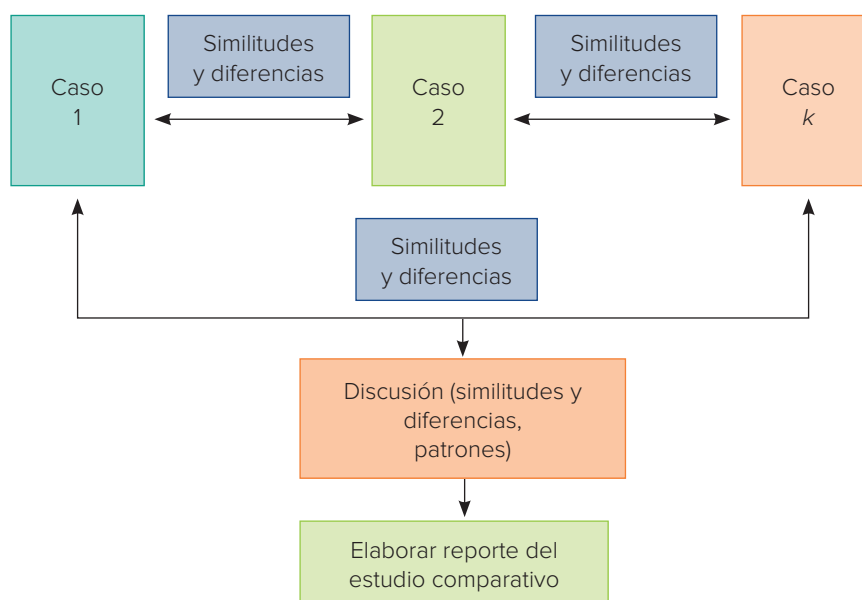 Caso
1
Similitudes
y diferencias
Caso
2
Similitudes
y diferencias
Caso
k
Similitudes
y diferencias
Discusión (similitudes y
diferencias,
patrones)
Elaborar reporte del
estudio comparativo